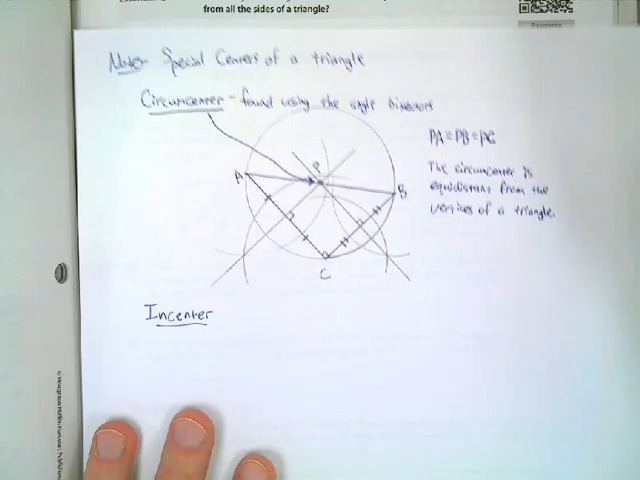 from all the sides of a triangle?
Resource
Notes- Special Centers of a triangle
Circumcenter - found using the angle bisectors
PA = PB = PC
The circumcenter is
equidistant from the
vertices of a triangle.
P
A
B
C
Incenter